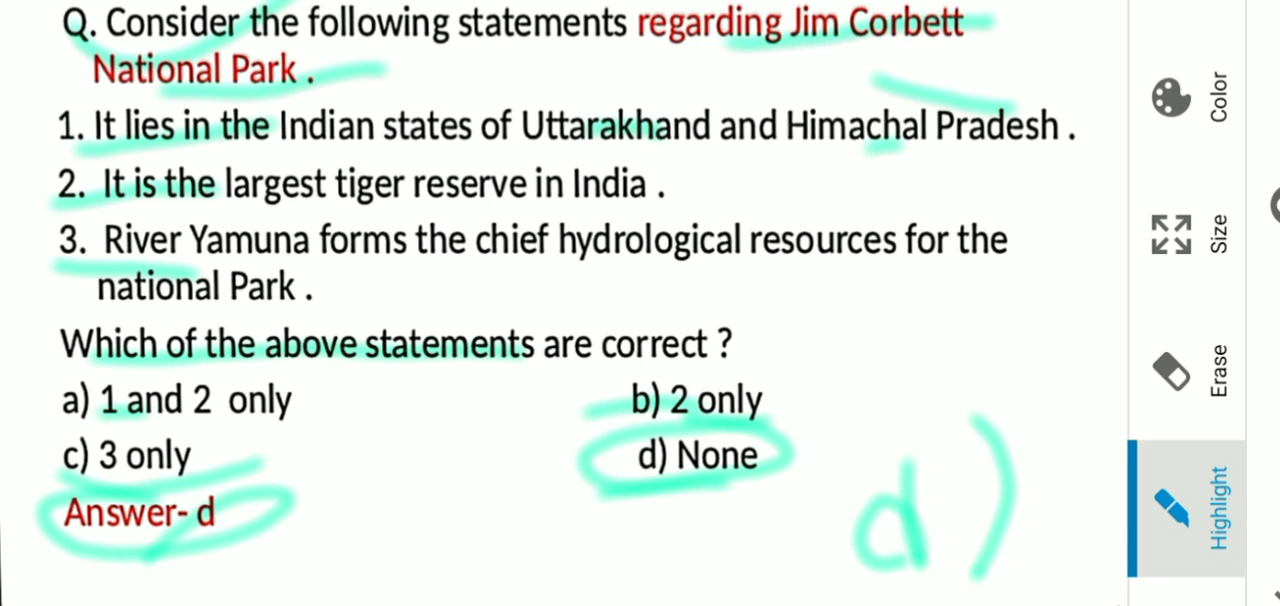 Q. Consider the following statements regarding Jim Corbett
National Park .
1. It lies in the Indian states of Uttarakhand and Himachal Pradesh .
2. It is the largest tiger reserve in India .
3. River Yamuna forms the chief hydrological resources for the
national Park .
Which of the above statements are correct ?
a) 1 and 2 only b) 2 only
c) 3 only d) None
Answer- d
d)
Color
Size
Erase
Highlight